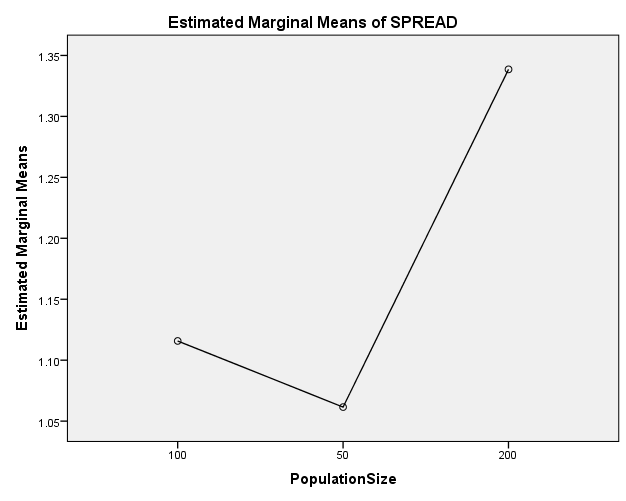 Estimated Marginal Means of SPREAD
Estimated Marginal Means
1.35
1.30
1.25
1.20
1.15
1.10
1.05
100 50 200
PopulationSize